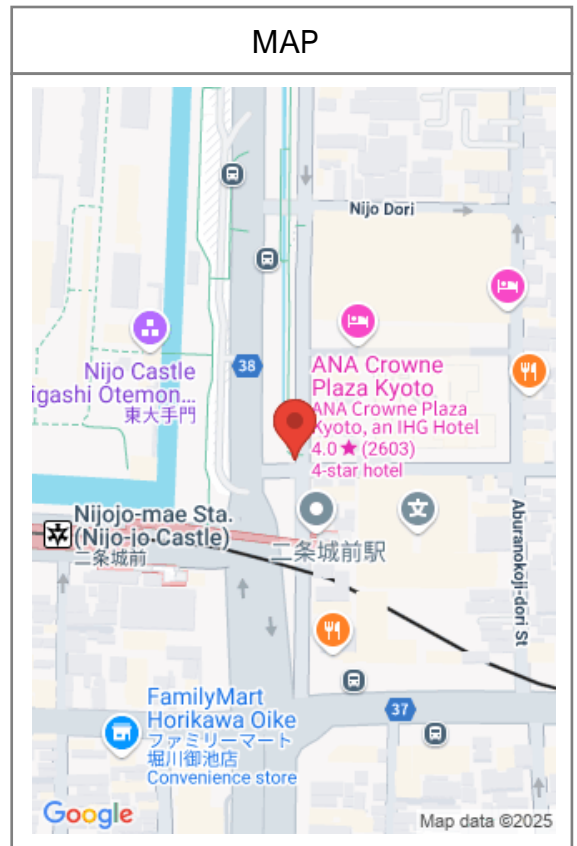 MAP
Nijo Dori
38
Nijo Castle
igashi Otemon...
東大手門
ANA Crowne
Plaza Kyoto
ANA Crowne Plaza
Kyoto, an IHG Hotel
4.0★ (2603)
4-star hotel
Nijojo-mae Sta.
(Nijo-jo-Castle)
二条城前
二条城前駅
文
Aburanokoji-dori St
37
FamilyMart
Horikawa Oike
ファミリーマート
堀川御池店
Convenience store
Google
Map data ©2025